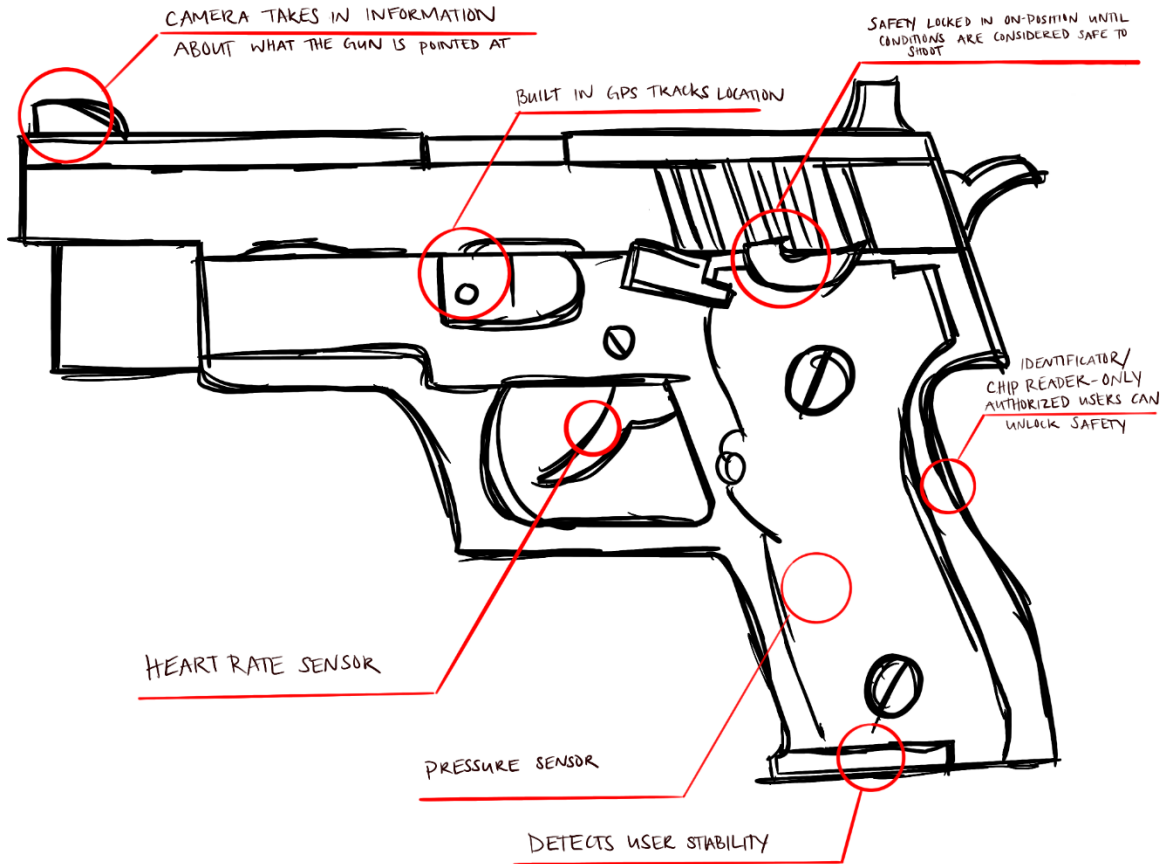 CAMERA TAKES IN INFORMATION
ABOUT WHAT THE GUN IS POINTED AT
SAFETY LOCKED IN ON-POSITION UNTIL
CONDITIONS ARE CONSIDERED SAFE TO
SHOOT
BUILT IN GPS TRACKS LOCATION
IDENTIFICATOR/
CHIP READER-ONLY
AUTHORIZED USERS CAN
UNLOCK SAFETY
HEART RATE SENSOR
PRESSURE SENSOR
DETECTS USER STABILITY